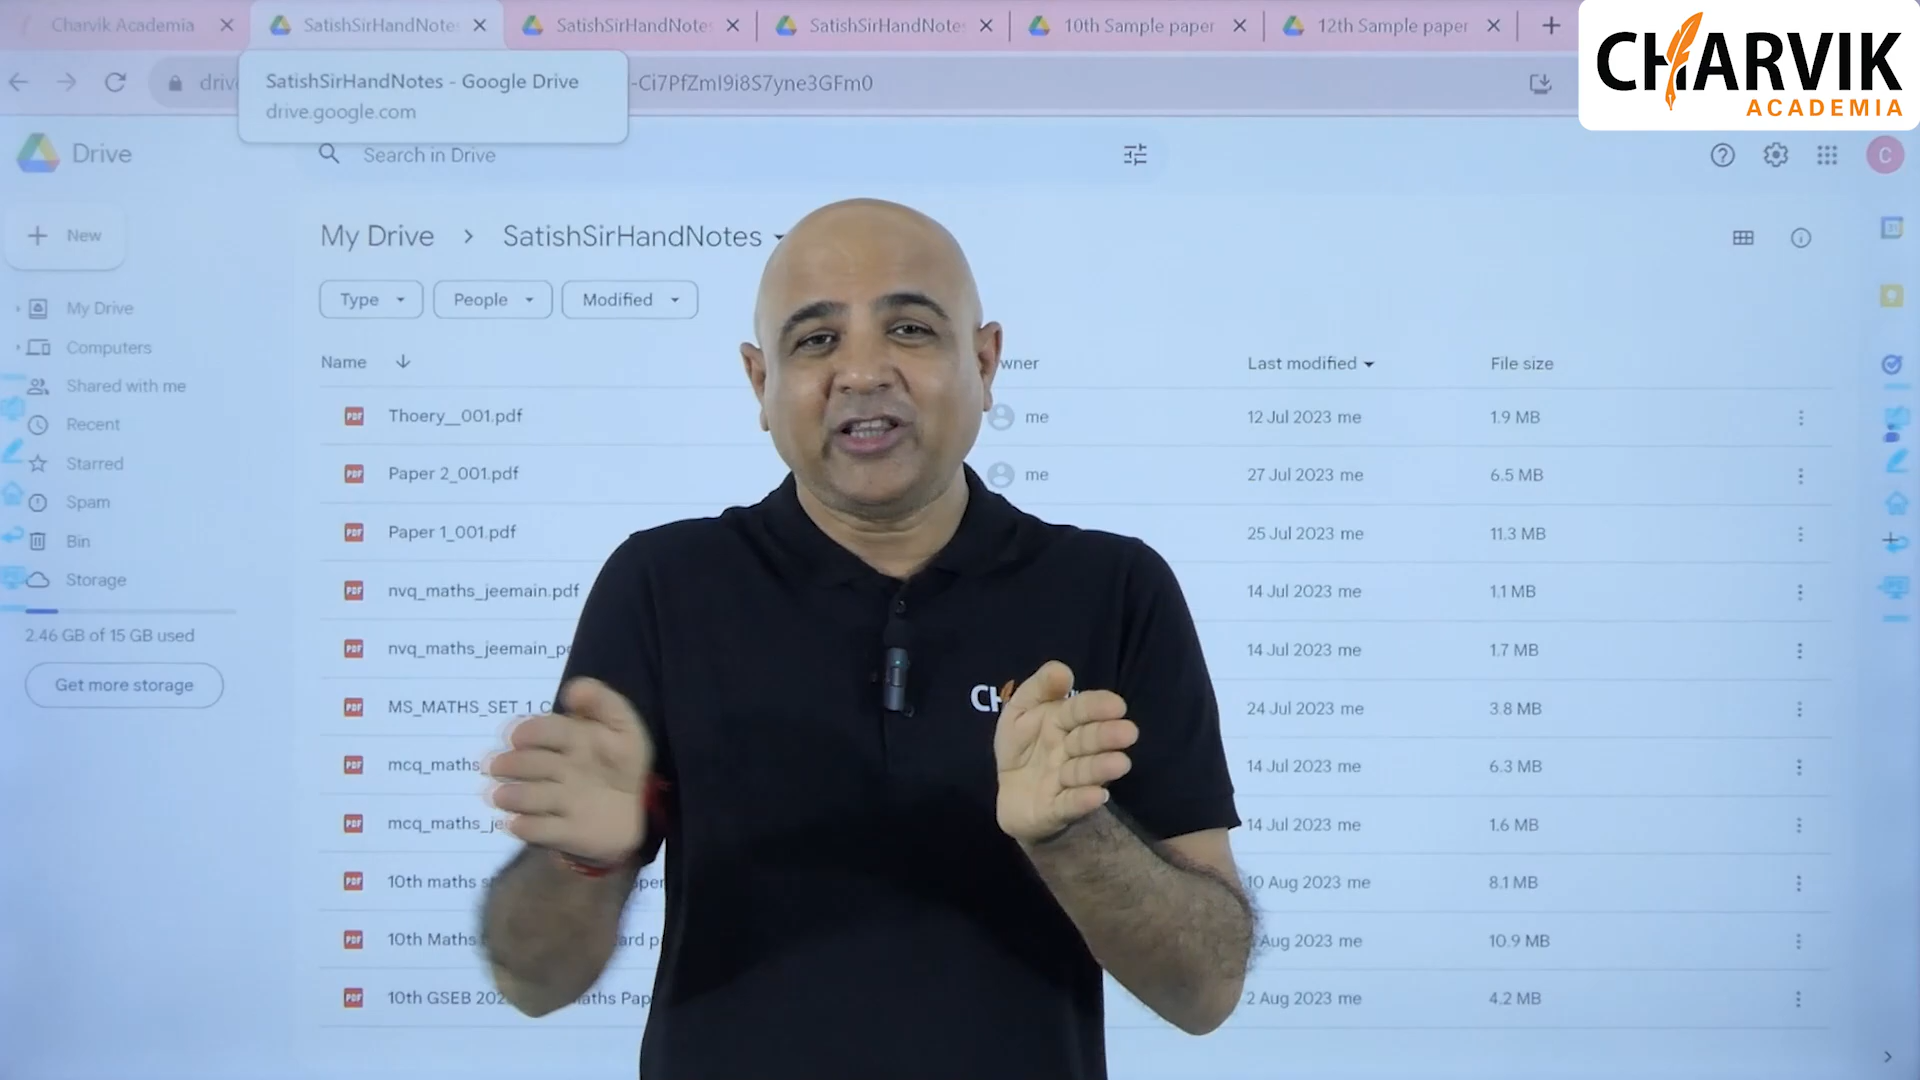 Charvik Academia
SatishSirHandNotes
SatishSirHandNotes
SatishSirHandNotes
10th Sample paper
12th Sample paper
CHARVIK
ACADEMIA
SatishSirHandNotes - Google Drive
drive.google.com
-Ci7PfZmI9i8S7yne3GFm0
Drive
Search in Drive
C
New
My Drive > SatishSirHandNotes
Type
People
Modified
My Drive
Computers
Shared with me
Recent
Starred
Spam
Bin
Storage
2.46 GB of 15 GB used
Get more storage
Name
wner
Last modified
File size
Thoery__001.pdf me 12 Jul 2023 me 1.9 MB
Paper 2_001.pdf me 27 Jul 2023 me 6.5 MB
Paper 1_001.pdf 25 Jul 2023 me 11.3 MB
nvq_maths_jeemain.pdf 14 Jul 2023 me 1.1 MB
nvq_maths_jeemain_p 14 Jul 2023 me 1.7 MB
MS_MATHS_SET 1 C 24 Jul 2023 me 3.8 MB
mcq_maths_ 14 Jul 2023 me 6.3 MB
mcq_maths_je 14 Jul 2023 me 1.6 MB
10th maths s per 10 Aug 2023 me 8.1 MB
10th Maths ard p Aug 2023 me 10.9 MB
10th GSEB 202 aths Pap 2 Aug 2023 me 4.2 MB
CH